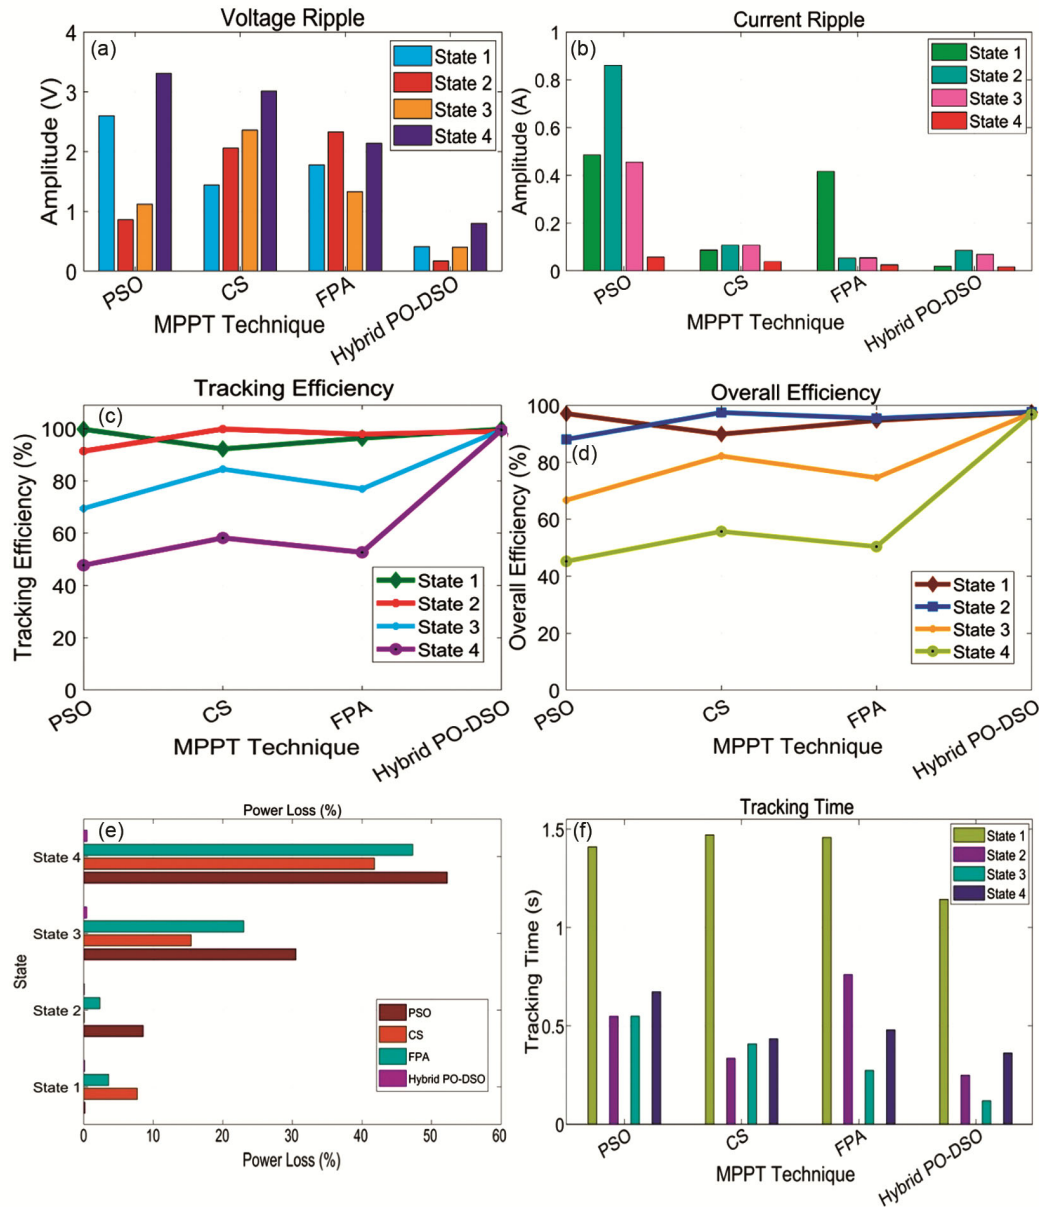 Voltage Ripple
(a)
4
3
2
1
0
Amplitude (V)
State 1
State 2
State 3
State 4
PSO
CS
FPA
Hybrid PO-DSO
MPPT Technique
Current Ripple
(b)
1
0.8
0.6
0.4
0.2
0
Amplitude (A)
State 1
State 2
State 3
State 4
PSO
CS
FPA
Hybrid PO-DSO
MPPT Technique
Tracking Efficiency
(c)
100
80
60
40
20
0
Tracking Efficiency (%)
State 1
State 2
State 3
State 4
PSO
CS
FPA
Hybrid PO-DSO
MPPT Technique
Overall Efficiency
(d)
100
80
60
40
20
0
Overall Efficiency (%)
State 1
State 2
State 3
State 4
PSO
CS
FPA
Hybrid PO-DSO
MPPT Technique
Power Loss (%)
(e)
State 4
State 3
State 2
State 1
State
PSO
CS
FPA
Hybrid PO-DSO
0 10 20 30 40 50 60
Power Loss (%)
Tracking Time
(f)
1.5
1
0.5
0
Tracking Time (s)
State 1
State 2
State 3
State 4
PSO
CS
FPA
Hybrid PO-DSO
MPPT Technique